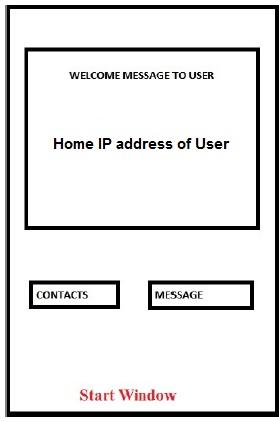 WELCOME MESSAGE TO USER
Home IP address of User
CONTACTS
MESSAGE
Start Window